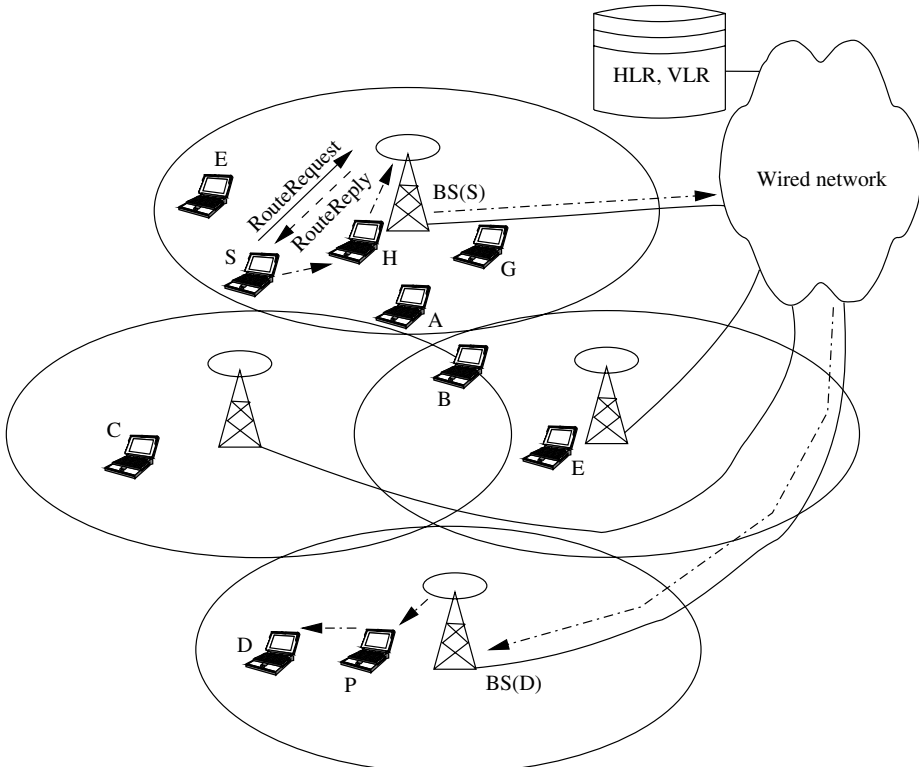 HLR, VLR
Wired network
E
RouteRequest
RouteReply
BS(S)
S
H
G
A
B
C
E
D
P
BS(D)